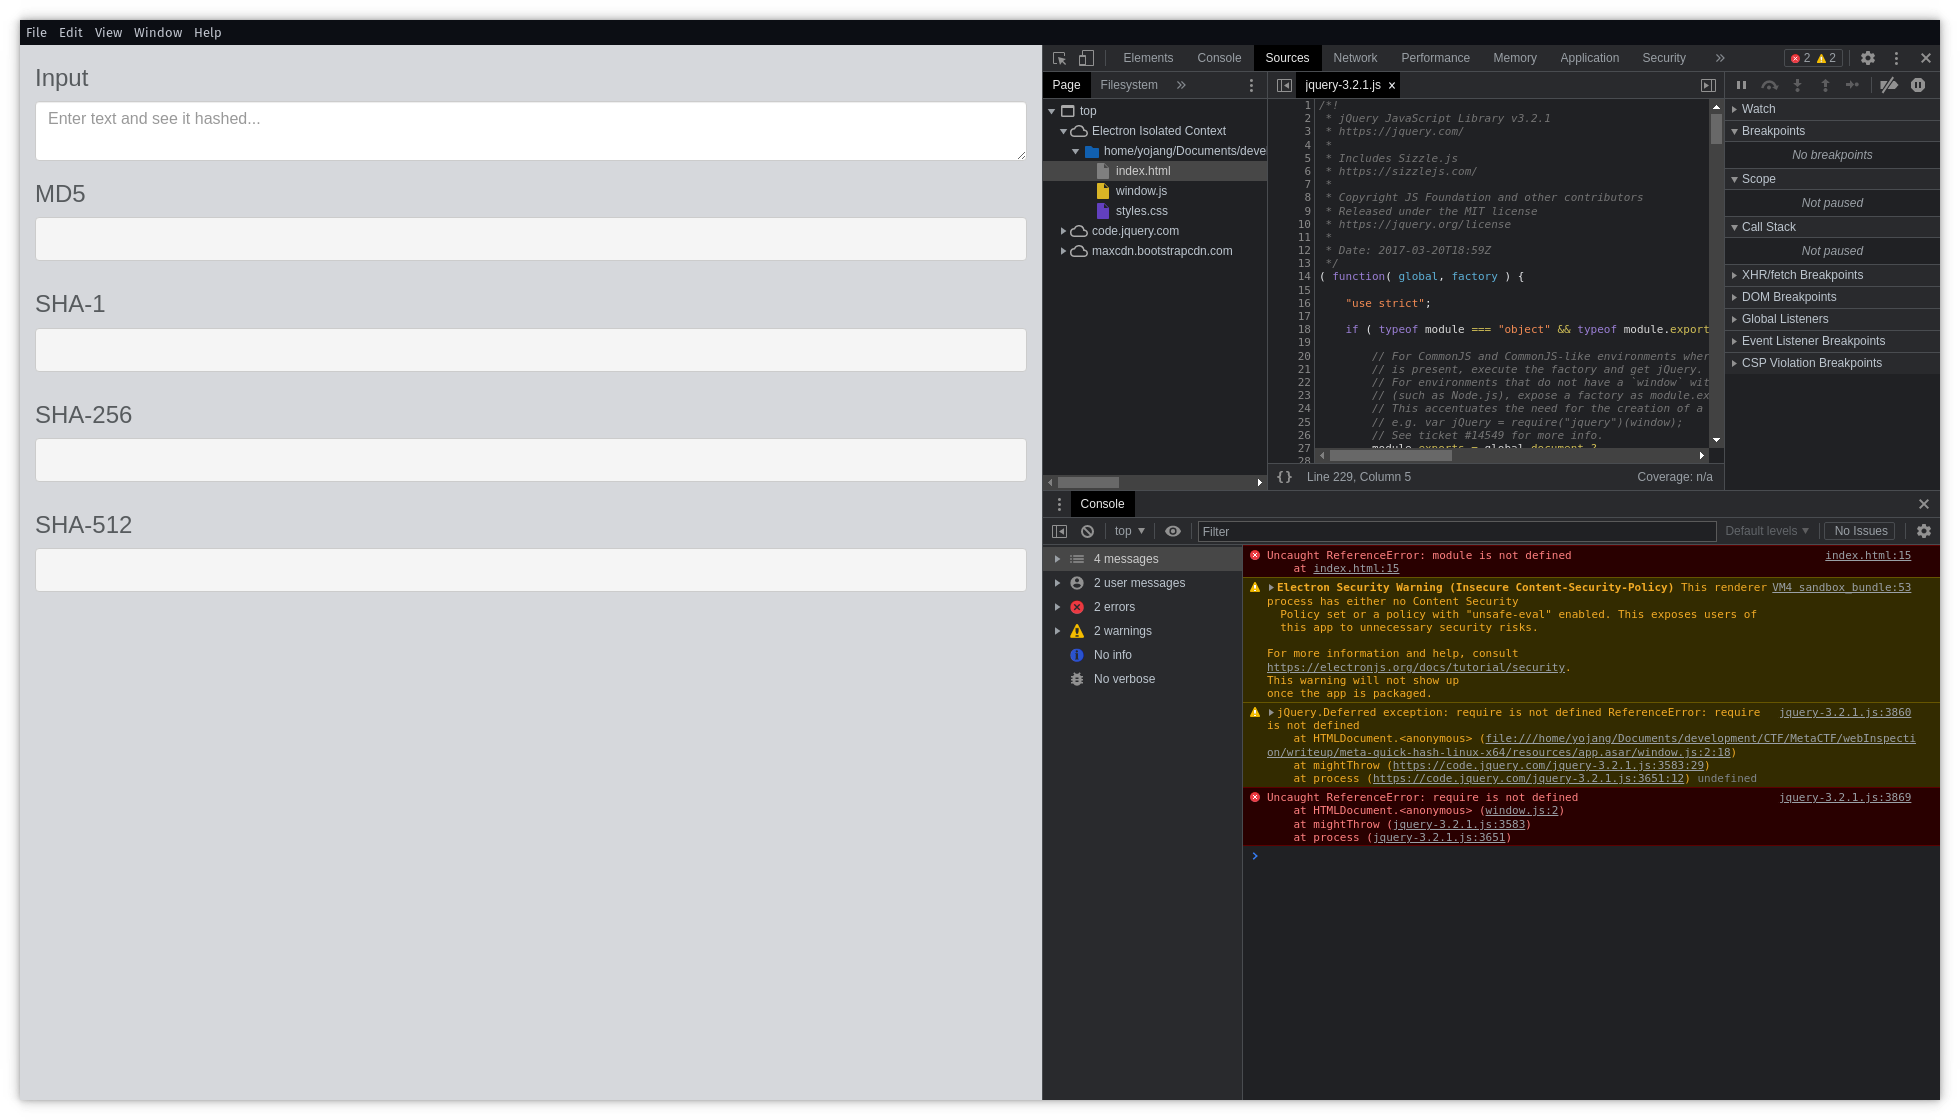 File Edit View Window Help
Input
Enter text and see it hashed...
MD5
SHA-1
SHA-256
SHA-512
Elements Console Sources Network Performance Memory Application Security 2 2
Page Filesystem
top
Electron Isolated Context
home/yojang/Documents/deve
index.html
window.js
styles.css
code.jquery.com
maxcdn.bootstrapcdn.com
jquery-3.2.1.js
1 /*!
2 * jQuery JavaScript Library v3.2.1
3 * https://jquery.com/
4 *
5 * Includes Sizzle.js
6 * https://sizzlejs.com/
7 *
8 * Copyright JS Foundation and other contributors
9 * Released under the MIT license
10 * https://jquery.org/license
11 *
12 * Date: 2017-03-20T18:59Z
13 */
14 ( function( global, factory ) {
15
16 "use strict";
17
18 if ( typeof module === "object" && typeof module.export
19
20 // For CommonJS and CommonJS-like environments wher
21 // is present, execute the factory and get jQuery.
22 // For environments that do not have a `window` wit
23 // (such as Node.js), expose a factory as module.ex
24 // This accentuates the need for the creation of a
25 // e.g. var jQuery = require("jquery")(window);
26 // See ticket #14549 for more info.
27 module.exports = global.document ?
28
{} Line 229, Column 5 Coverage: n/a
Watch
Breakpoints
No breakpoints
Scope
Not paused
Call Stack
Not paused
XHR/fetch Breakpoints
DOM Breakpoints
Global Listeners
Event Listener Breakpoints
CSP Violation Breakpoints
Console
top Filter Default levels No Issues
4 messages
2 user messages
2 errors
2 warnings
No info
No verbose
Uncaught ReferenceError: module is not defined index.html:15
at index.html:15
Electron Security Warning (Insecure Content-Security-Policy) This renderer VM4 sandbox_bundle:53
process has either no Content Security
Policy set or a policy with "unsafe-eval" enabled. This exposes users of
this app to unnecessary security risks.
For more information and help, consult
https://electronjs.org/docs/tutorial/security.
This warning will not show up
once the app is packaged.
jQuery.Deferred exception: require is not defined ReferenceError: require jquery-3.2.1.js:3860
is not defined
at HTMLDocument.<anonymous> (file:///home/yojang/Documents/development/CTF/MetaCTF/webInspecti
on/writeup/meta-quick-hash-linux-x64/resources/app.asar/window.js:2:18)
at mightThrow (https://code.jquery.com/jquery-3.2.1.js:3583:29)
at process (https://code.jquery.com/jquery-3.2.1.js:3651:12) undefined
Uncaught ReferenceError: require is not defined jquery-3.2.1.js:3869
at HTMLDocument.<anonymous> (window.js:2)
at mightThrow (jquery-3.2.1.js:3583)
at process (jquery-3.2.1.js:3651)